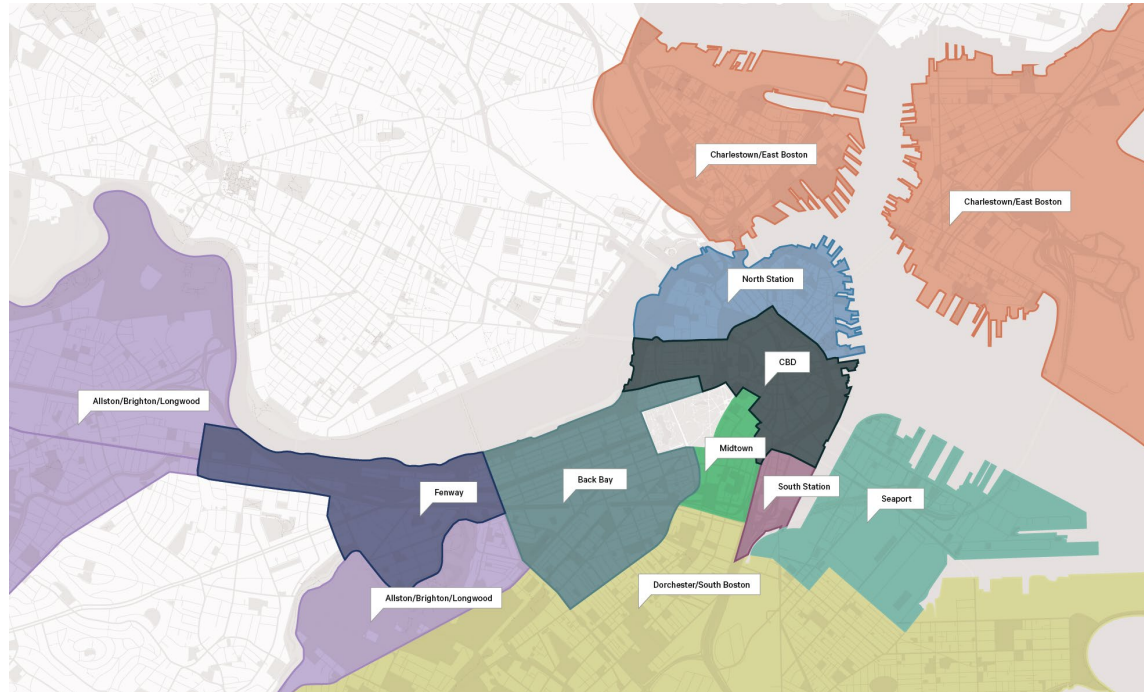 Charlestown/East Boston
Charlestown/East Boston
North Station
CBD
Allston/Brighton/Longwood
Midtown
Back Bay
South Station
Fenway
Seaport
Dorchester/South Boston
Allston/Brighton/Longwood